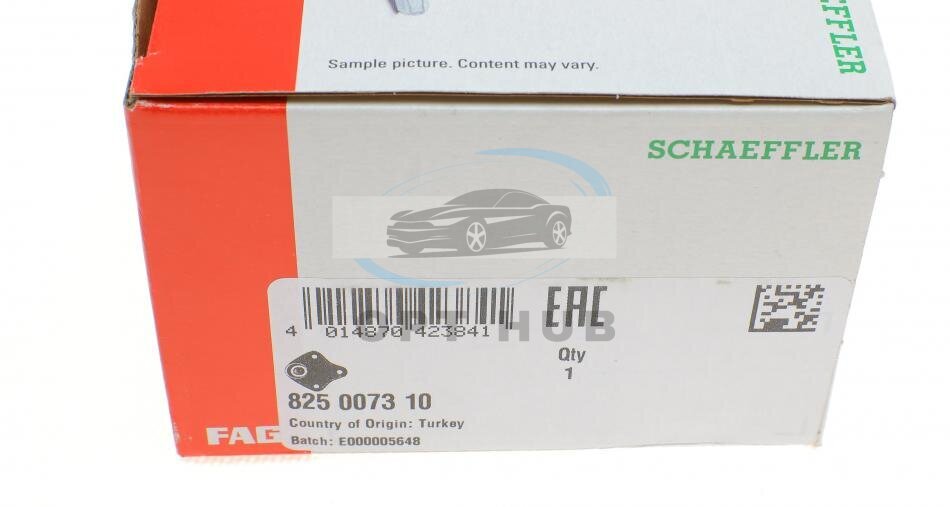 Sample picture. Content may vary.
SCHAEFFLER
EAC
4 014870 423841
OPT HUB
Qty
1
825 0073 10
Country of Origin: Turkey
Batch: E000005648
FAG